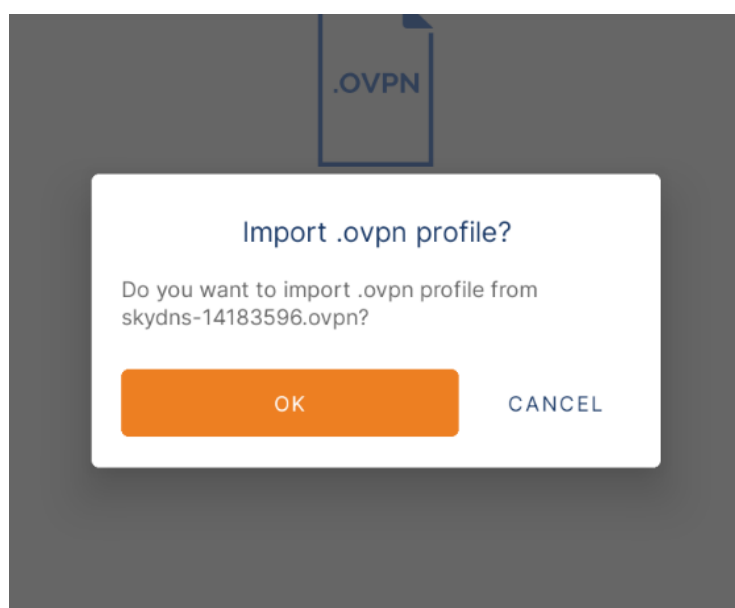 .OVPN
Import .ovpn profile?
Do you want to import .ovpn profile from
skydns-14183596.ovpn?
OK
CANCEL